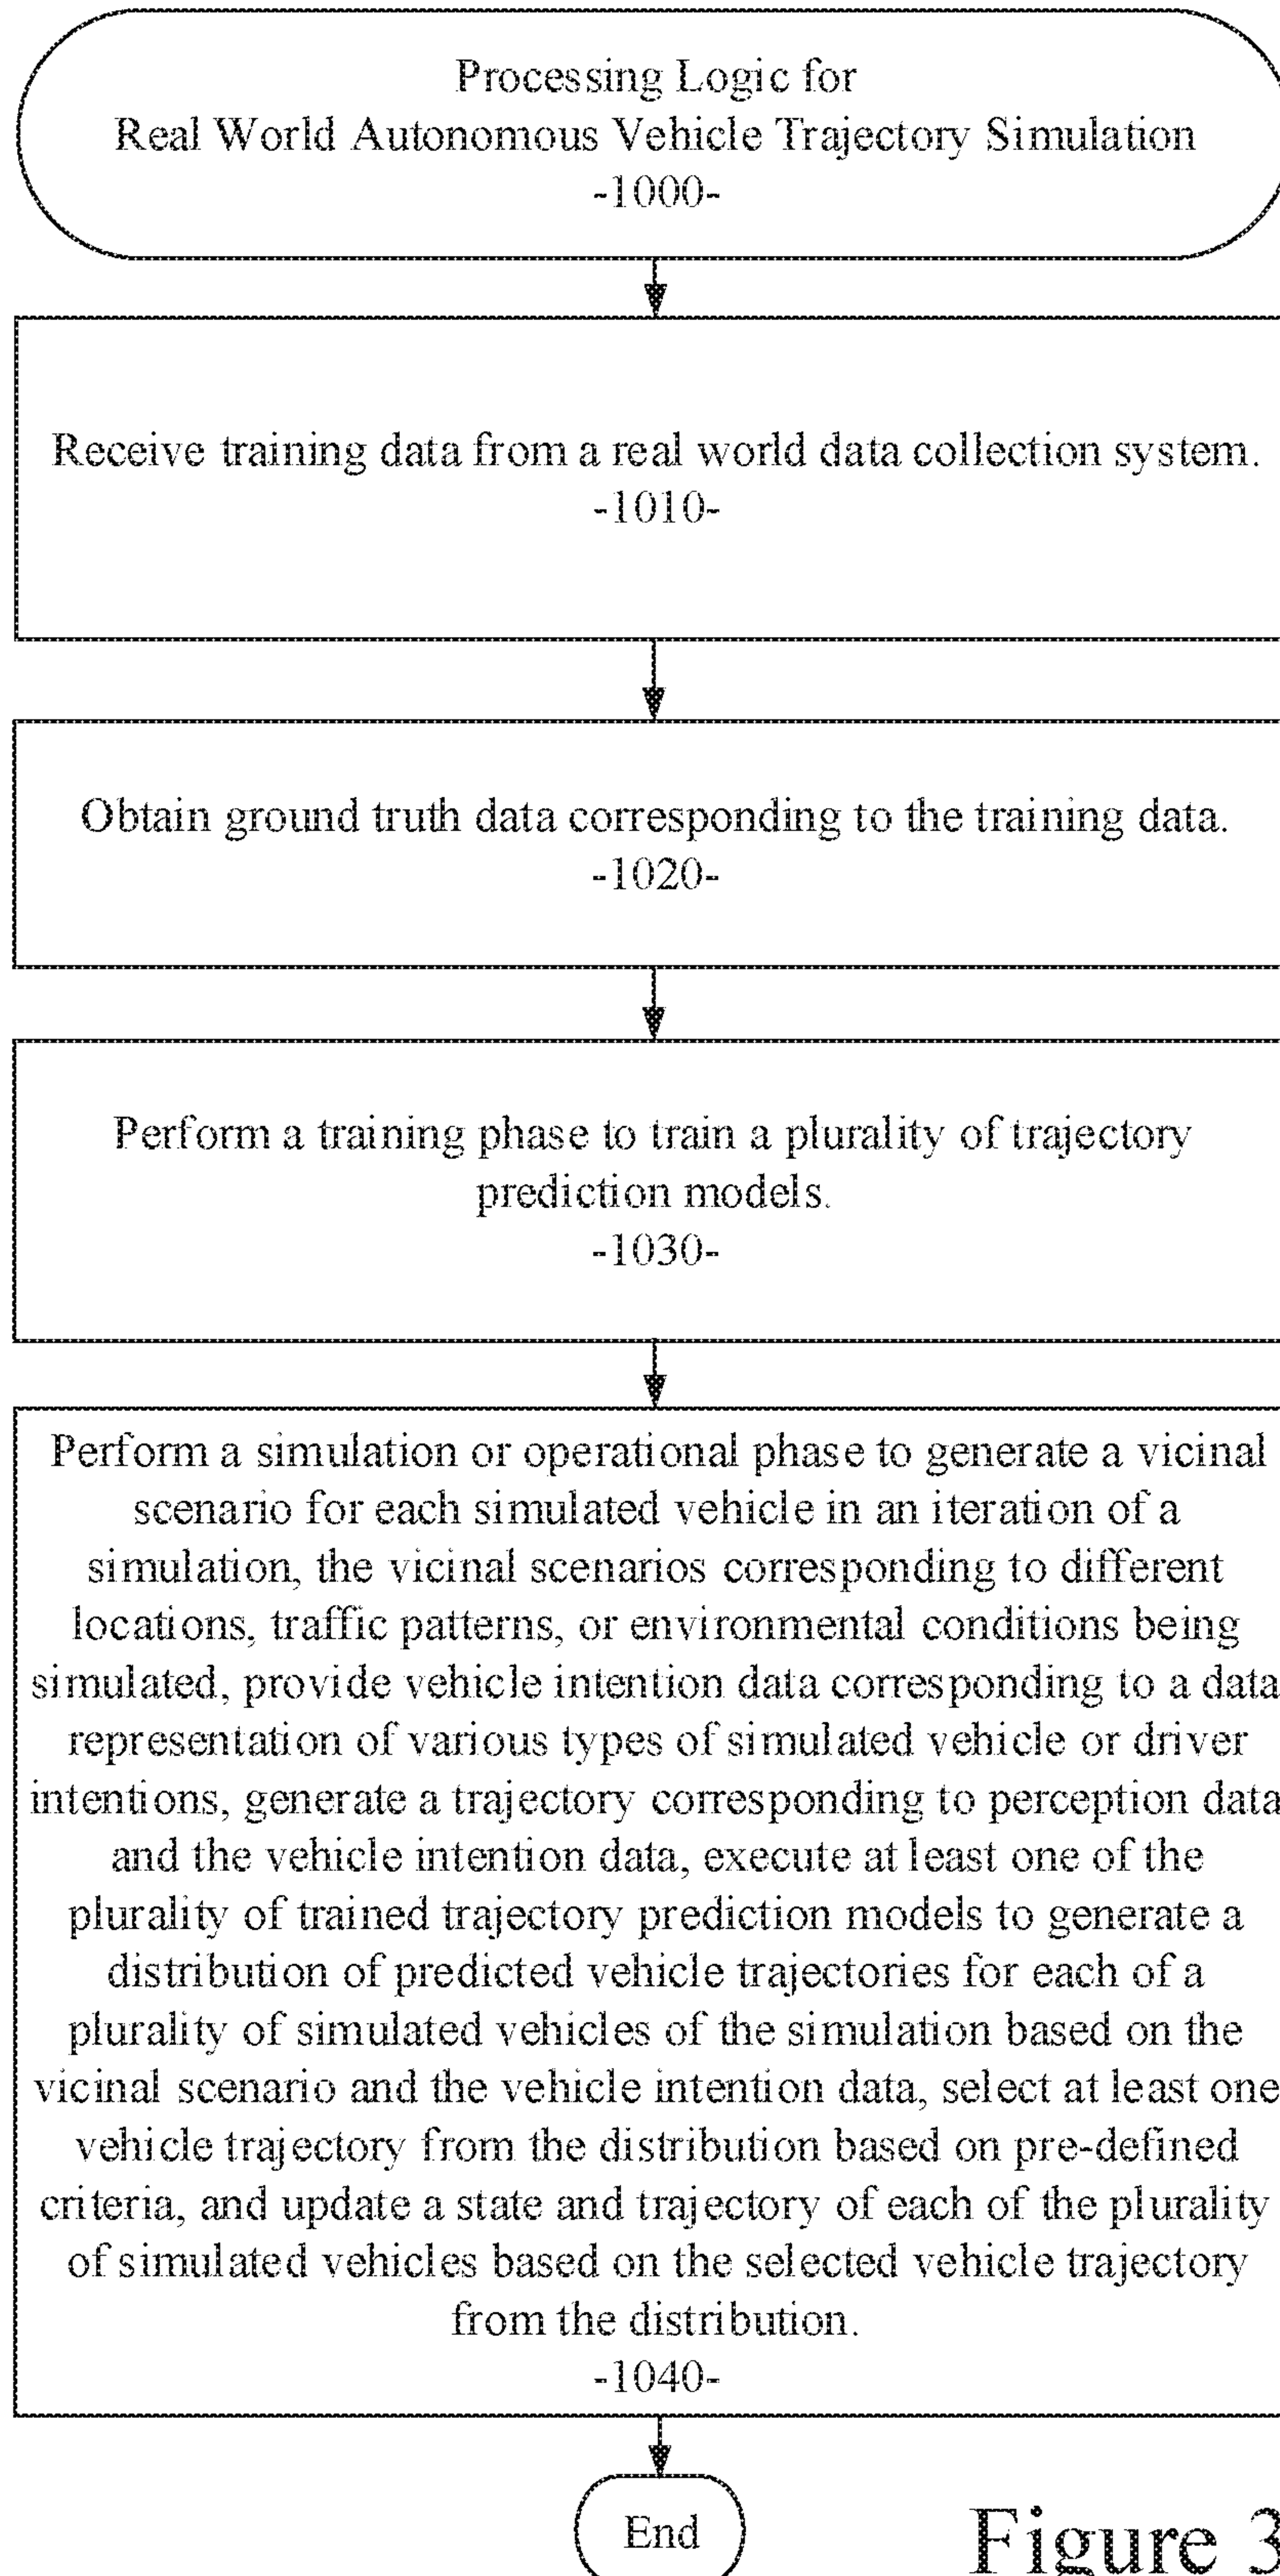 Processing Logic for
Real World Autonomous Vehicle Trajectory Simulation
-1000-
Receive training data from a real world data collection system.
-1010-
Obtain ground truth data corresponding to the training data.
-1020-
Perform a training phase to train a plurality of trajectory
prediction models.
-1030-
Perform a simulation or operational phase to generate a vicinal
scenario for each simulated vehicle in an iteration of a
simulation, the vicinal scenarios corresponding to different
locations, traffic patterns, or environmental conditions being
simulated, provide vehicle intention data corresponding to a data
representation of various types of simulated vehicle or driver
intentions, generate a trajectory corresponding to perception data
and the vehicle intention data, execute at least one of the
plurality of trained trajectory prediction models to generate a
distribution of predicted vehicle trajectories for each of a
plurality of simulated vehicles of the simulation based on the
vicinal scenario and the vehicle intention data, select at least one
vehicle trajectory from the distribution based on pre-defined
criteria, and update a state and trajectory of each of the plurality
of simulated vehicles based on the selected vehicle trajectory
from the distribution.
-1040-
End
Figure 3